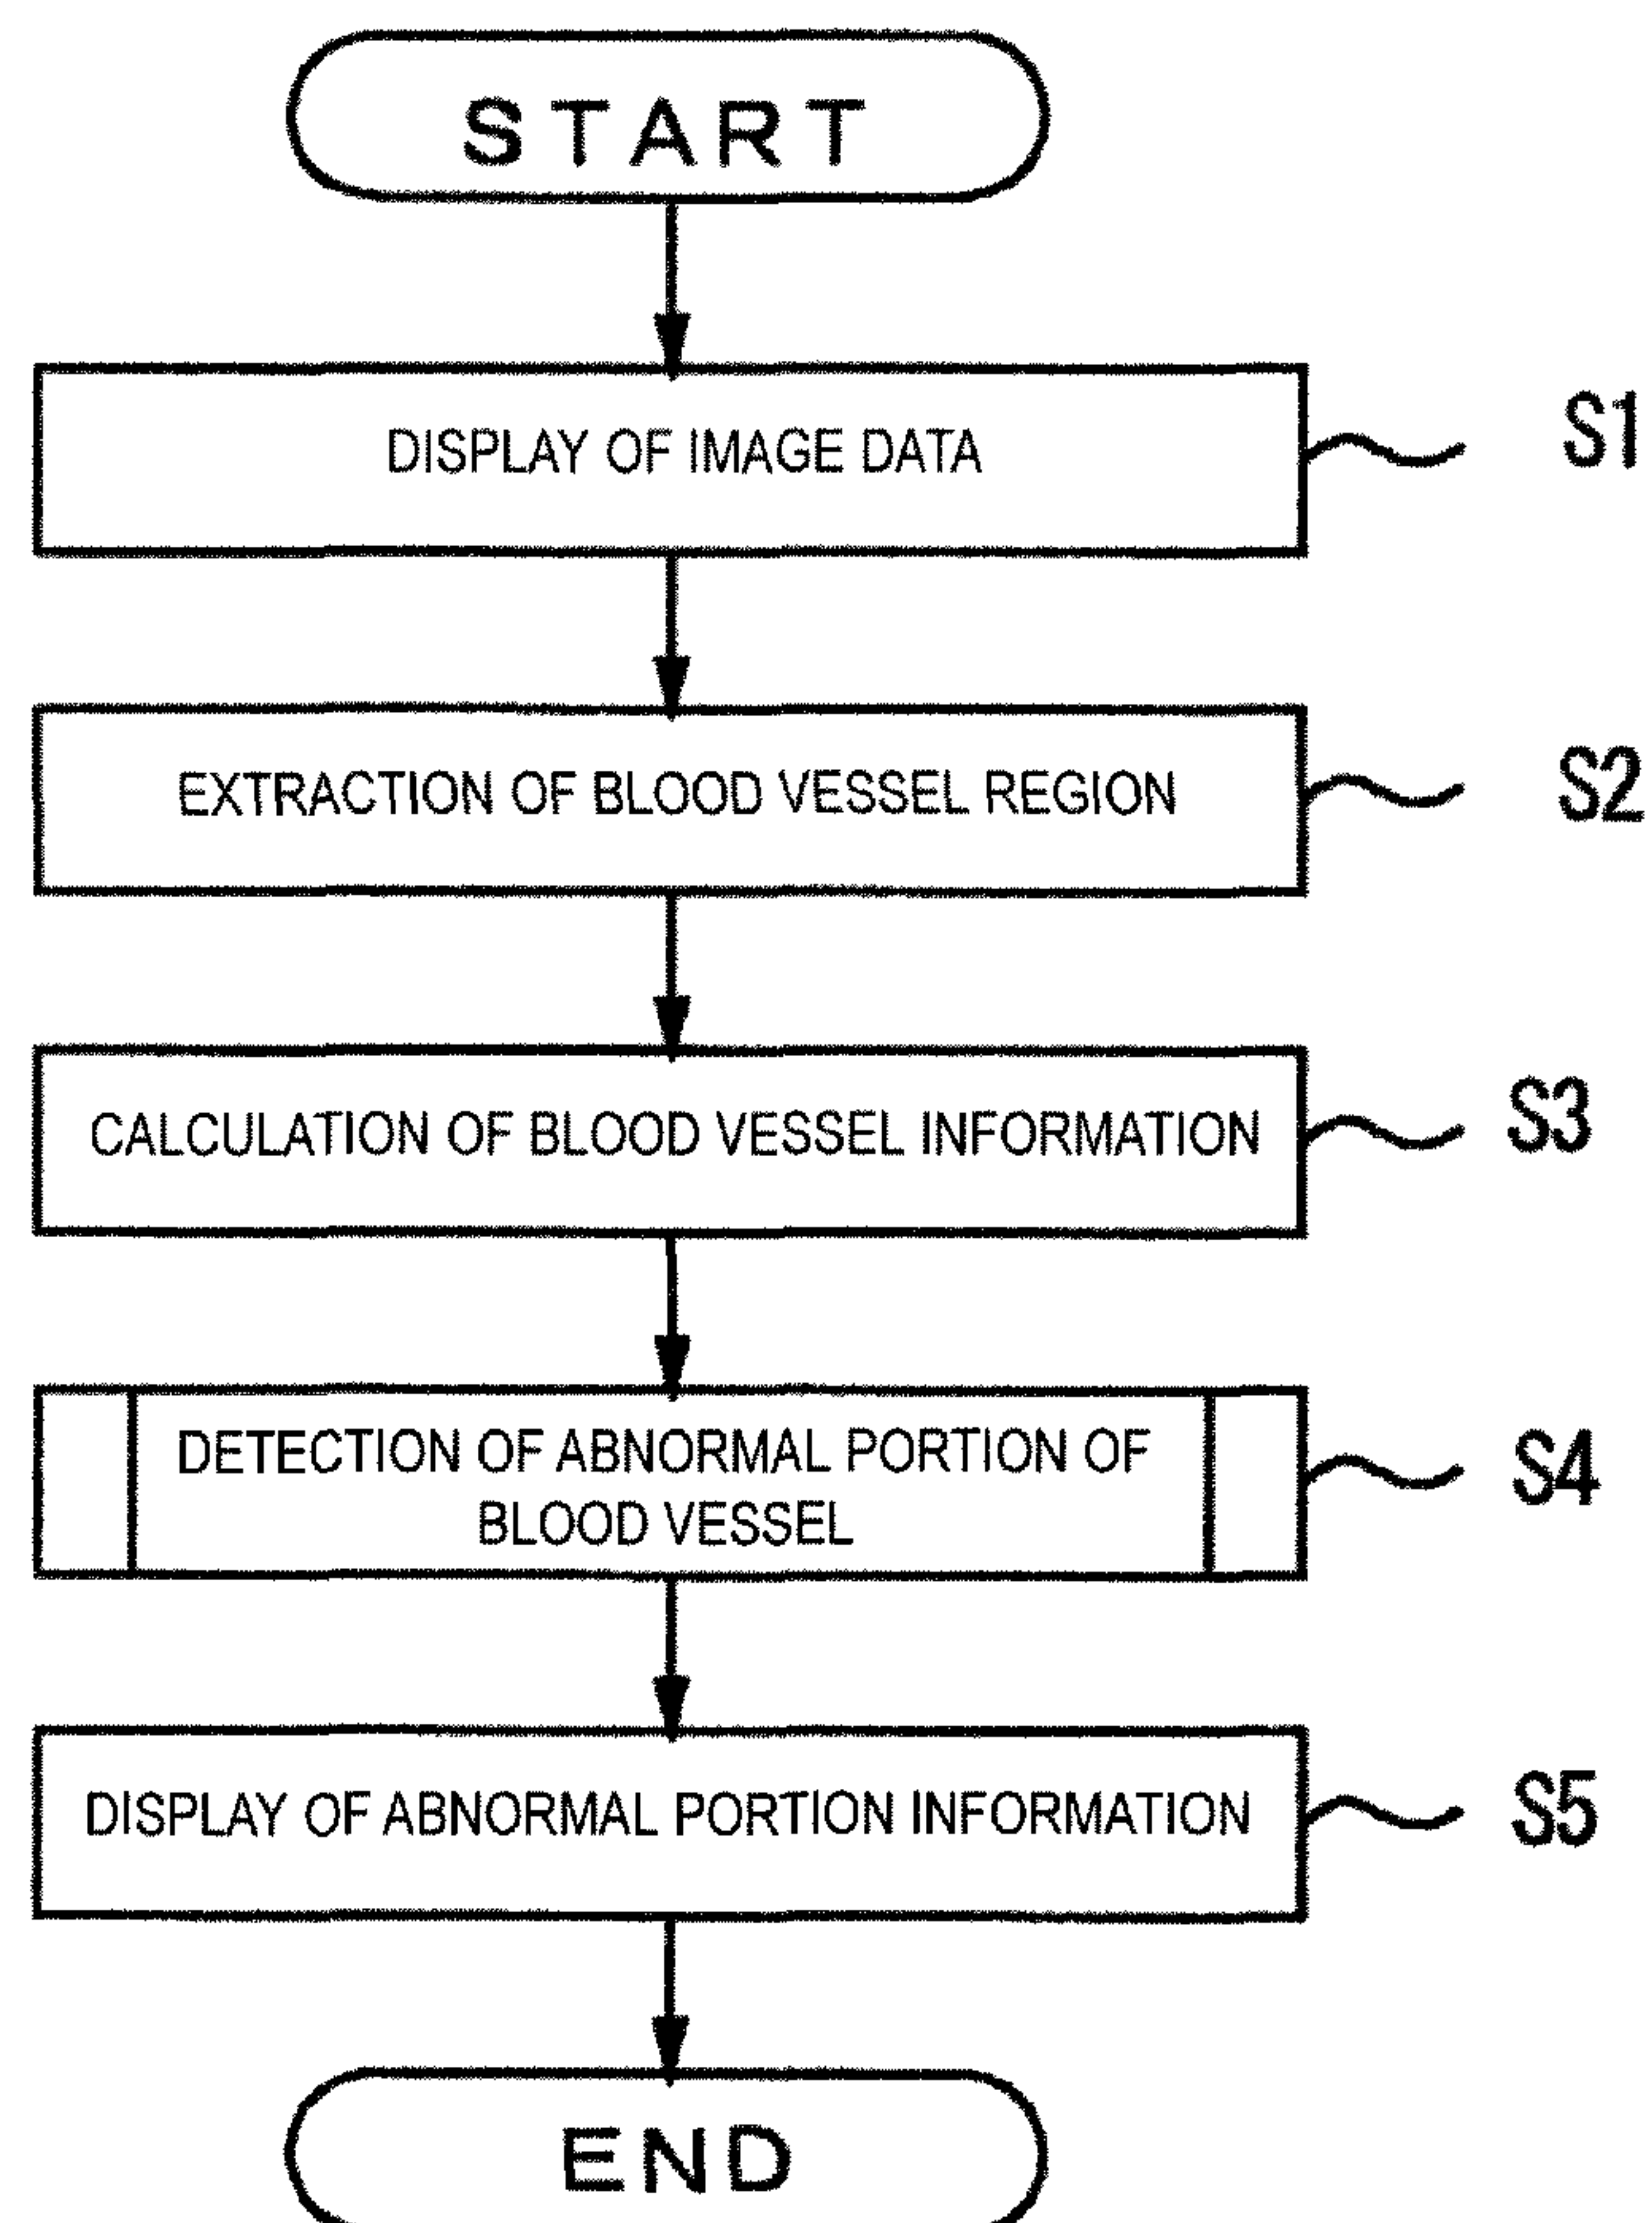 START
DISPLAY OF IMAGE DATA
S1
EXTRACTION OF BLOOD VESSEL REGION
S2
CALCULATION OF BLOOD VESSEL INFORMATION
S3
DETECTION OF ABNORMAL PORTION OF
BLOOD VESSEL
S4
DISPLAY OF ABNORMAL PORTION INFORMATION
S5
END